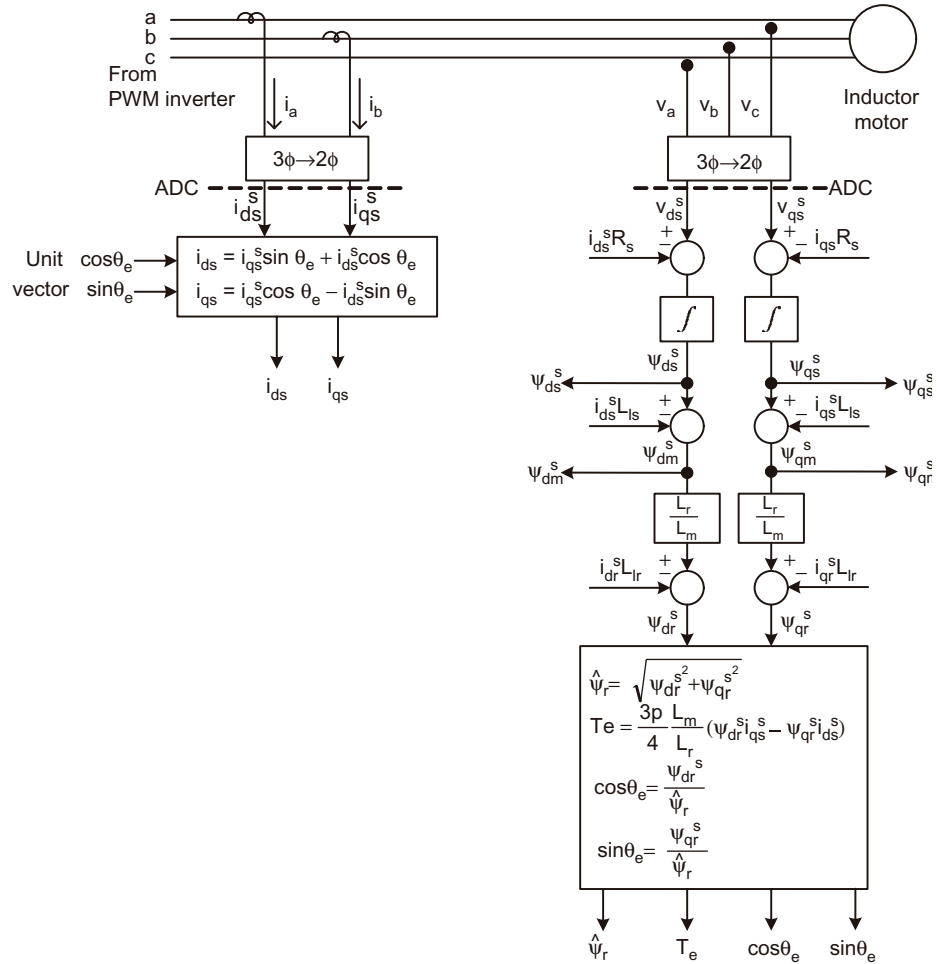 a
b
c
From
PWM inverter
i_a
i_b
v_a v_b v_c
Inductor
motor
3ϕ→2ϕ
3ϕ→2ϕ
ADC
ADC
i_ds^s i_qs^s
v_ds^s v_qs^s
i_ds^s R_s + − + − i_qs^s R_s
Unit cosθ_e
vector sinθ_e
i_ds = i_qs^s sin θ_e + i_ds^s cos θ_e
i_qs = i_qs^s cos θ_e − i_ds^s sin θ_e
i_ds i_qs
∫ ∫
ψ_ds^s ψ_qs^s
ψ_ds^s ψ_qs^s
i_ds^s L_ls + − + − i_qs^s L_ls
ψ_dm^s ψ_qm^s
ψ_dm^s ψ_qm^s
L_r/L_m L_r/L_m
i_dr^s L_lr + − + − i_qr^s L_lr
ψ_dr^s ψ_qr^s
ψ̂_r = √(ψ_dr^s² + ψ_qr^s²)
Te = 3p/4 L_m/L_r (ψ_dr^s i_qs^s − ψ_qr^s i_ds^s)
cosθ_e = ψ_dr^s/ψ̂_r
sinθ_e = ψ_qr^s/ψ̂_r
ψ̂_r T_e cosθ_e sinθ_e